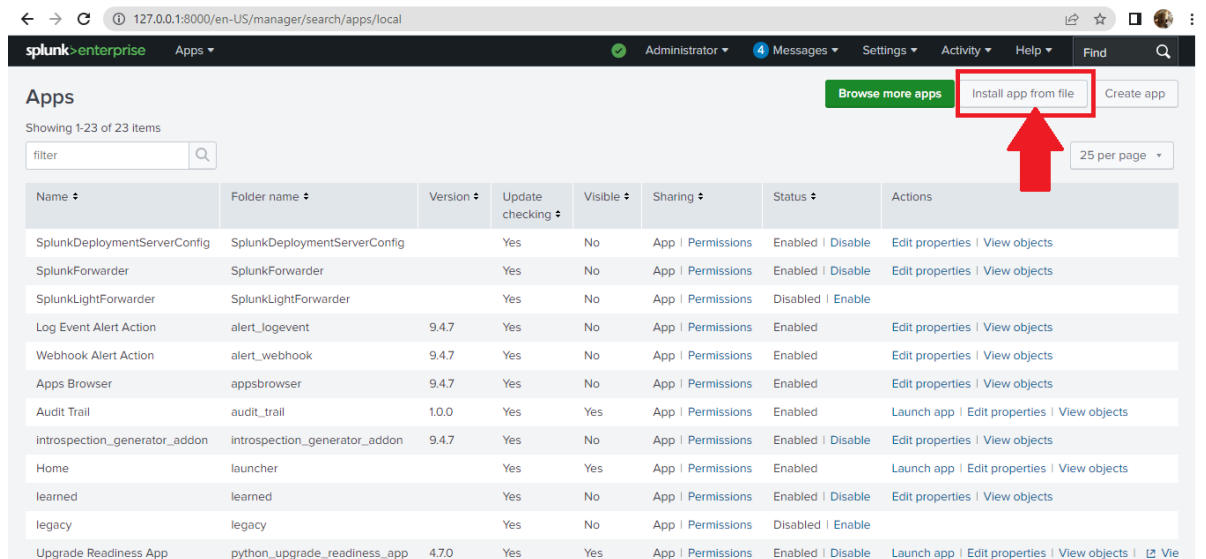 127.0.0.1:8000/en-US/manager/search/apps/local
splunk>enterprise Apps Administrator 4 Messages Settings Activity Help Find
Apps Browse more apps Install app from file Create app
Showing 1-23 of 23 items
filter 25 per page
Name Folder name Version Update checking Visible Sharing Status Actions
SplunkDeploymentServerConfig SplunkDeploymentServerConfig Yes No App | Permissions Enabled | Disable Edit properties | View objects
SplunkForwarder SplunkForwarder Yes No App | Permissions Enabled | Disable Edit properties | View objects
SplunkLightForwarder SplunkLightForwarder Yes No App | Permissions Disabled | Enable
Log Event Alert Action alert_logevent 9.4.7 Yes No App | Permissions Enabled Edit properties | View objects
Webhook Alert Action alert_webhook 9.4.7 Yes No App | Permissions Enabled Edit properties | View objects
Apps Browser appsbrowser 9.4.7 Yes No App | Permissions Enabled Edit properties | View objects
Audit Trail audit_trail 1.0.0 Yes Yes App | Permissions Enabled Launch app | Edit properties | View objects
introspection_generator_addon introspection_generator_addon 9.4.7 Yes No App | Permissions Enabled | Disable Edit properties | View objects
Home launcher Yes Yes App | Permissions Enabled Launch app | Edit properties | View objects
learned learned Yes No App | Permissions Enabled | Disable Edit properties | View objects
legacy legacy Yes No App | Permissions Disabled | Enable
Upgrade Readiness App python_upgrade_readiness_app 4.7.0 Yes Yes App | Permissions Enabled | Disable Launch app | Edit properties | View objects | Vie